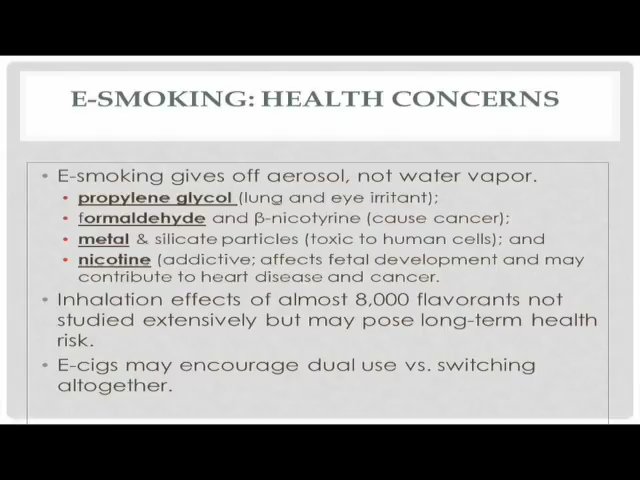 E-SMOKING: HEALTH CONCERNS
• E-smoking gives off aerosol, not water vapor.
• propylene glycol (lung and eye irritant);
• formaldehyde and β-nicotyrine (cause cancer);
• metal & silicate particles (toxic to human cells); and
• nicotine (addictive; affects fetal development and may
contribute to heart disease and cancer.
• Inhalation effects of almost 8,000 flavorants not
studied extensively but may pose long-term health
risk.
• E-cigs may encourage dual use vs. switching
altogether.